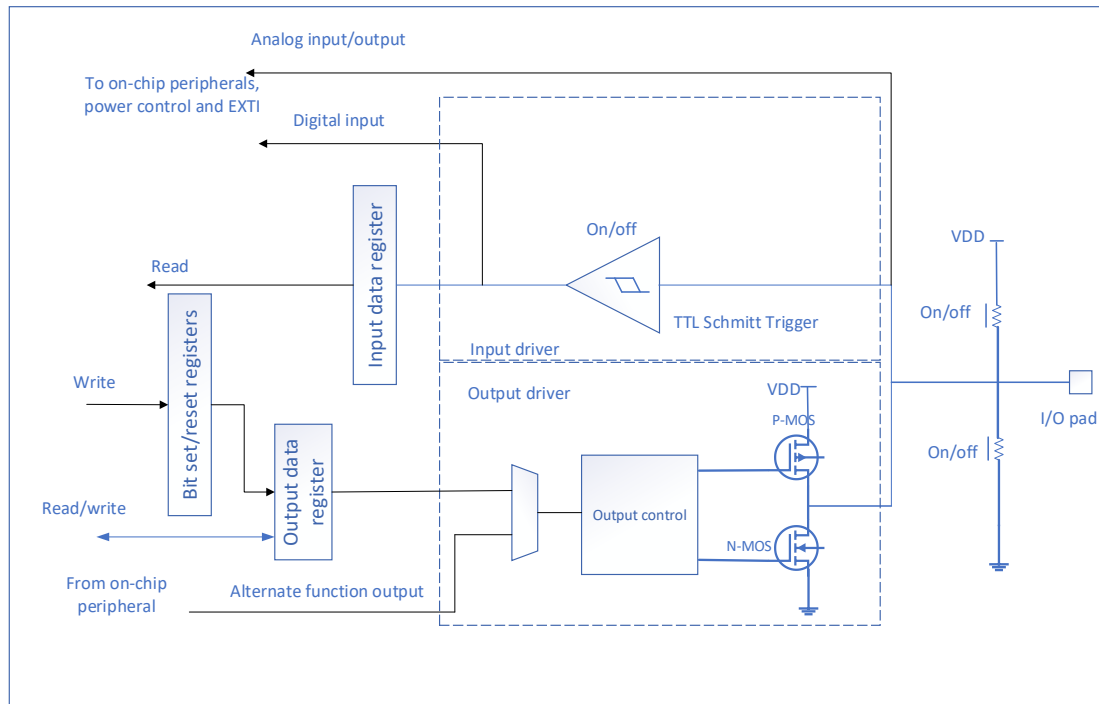 Analog input/output
To on-chip peripherals,
power control and EXTI
Digital input
Input data register
On/off
VDD
Read
TTL Schmitt Trigger
On/off
Input driver
Bit set/reset registers
Write
Output driver
VDD
P-MOS
I/O pad
Output data
register
On/off
Read/write
Output control
N-MOS
From on-chip
peripheral
Alternate function output